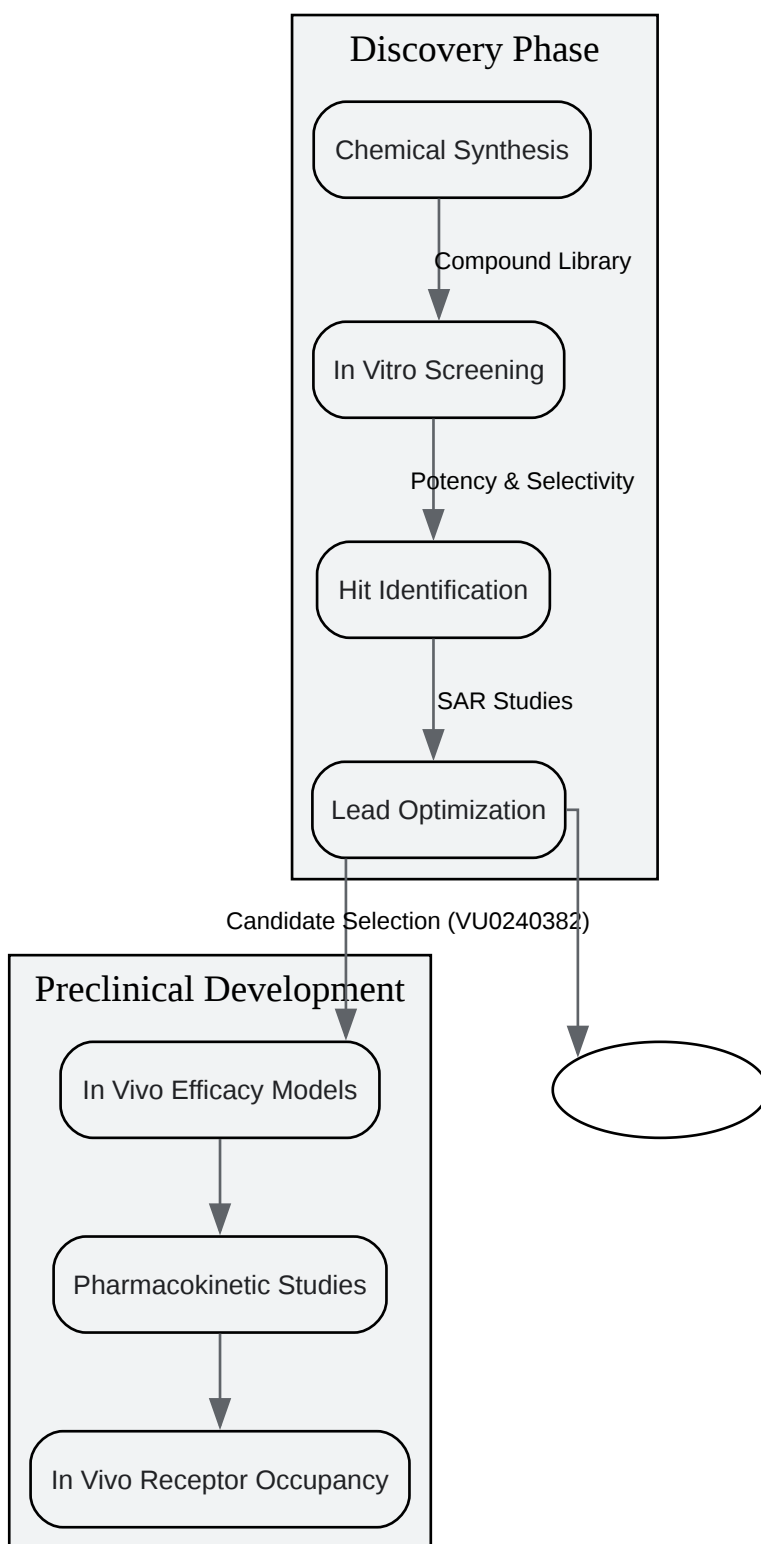 Discovery Phase
Chemical Synthesis
Compound Library
In Vitro Screening
Potency & Selectivity
Hit Identification
SAR Studies
Lead Optimization
Candidate Selection (VU0240382)
Preclinical Development
In Vivo Efficacy Models
Pharmacokinetic Studies
In Vivo Receptor Occupancy